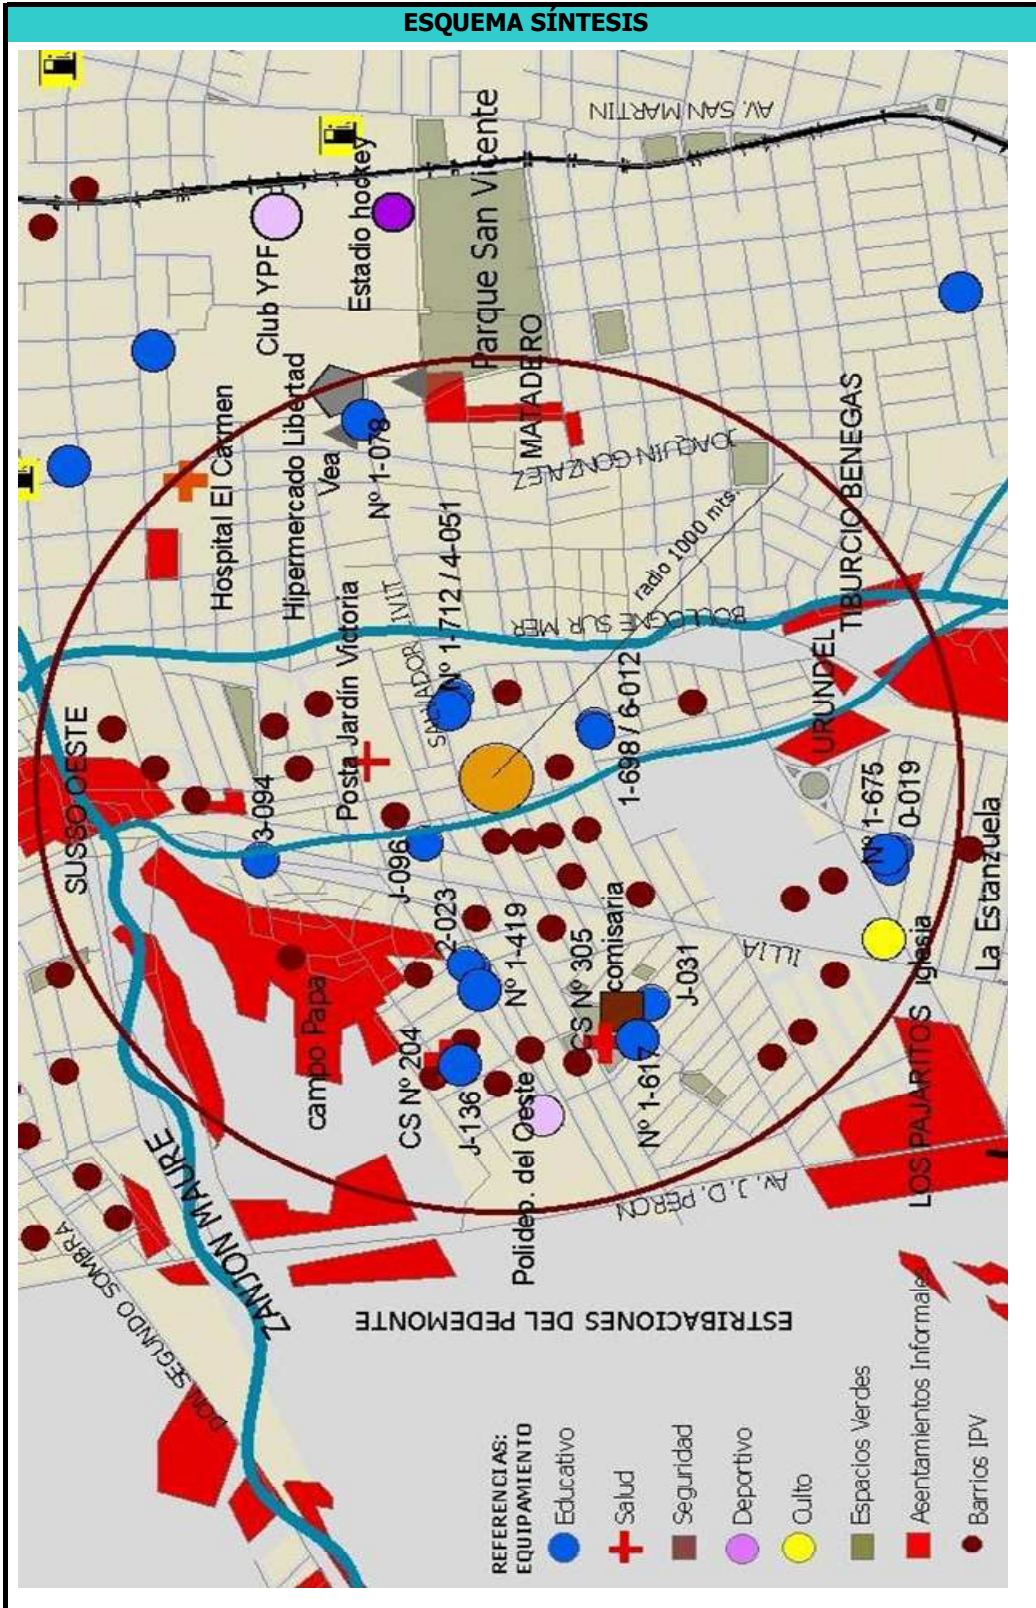 ESQUEMA SÍNTESIS
AV. SAN MARTIN
Parque San Vicente
Estadio hockey
Club YPF
MATADERO
Hospital El Carmen
Hipermercado Libertad
Vea
Nº 1-078
JOAQUIN GONZALEZ
TIBURCIO BENEGAS
radio 1000 mts.
BOULOGNE SUR MER
Nº 1-712 / 4-051
Posta Jardín Victoria
1-698 / 6-012
URUNDEL
SUSSO OESTE
3-094
J-096
2-023
Nº 1-419
Nº 1-675
0-019
La Estanzuela
Iglesia
ILLIA
CS Nº 305
comisaria
J-031
Nº 1-617
campo Papa
CS Nº 204
J-136
Polidep. del Oeste
LOS PAJARITOS
AV. J.D. PERON
ZANJON MAURE
DON SEGUNDO SOMBRA
ESTRIBACIONES DEL PEDEMONTE
REFERENCIAS:
EQUIPAMIENTO
Educativo
Salud
Seguridad
Deportivo
Culto
Espacios Verdes
Asentamientos Informales
Barrios IPV